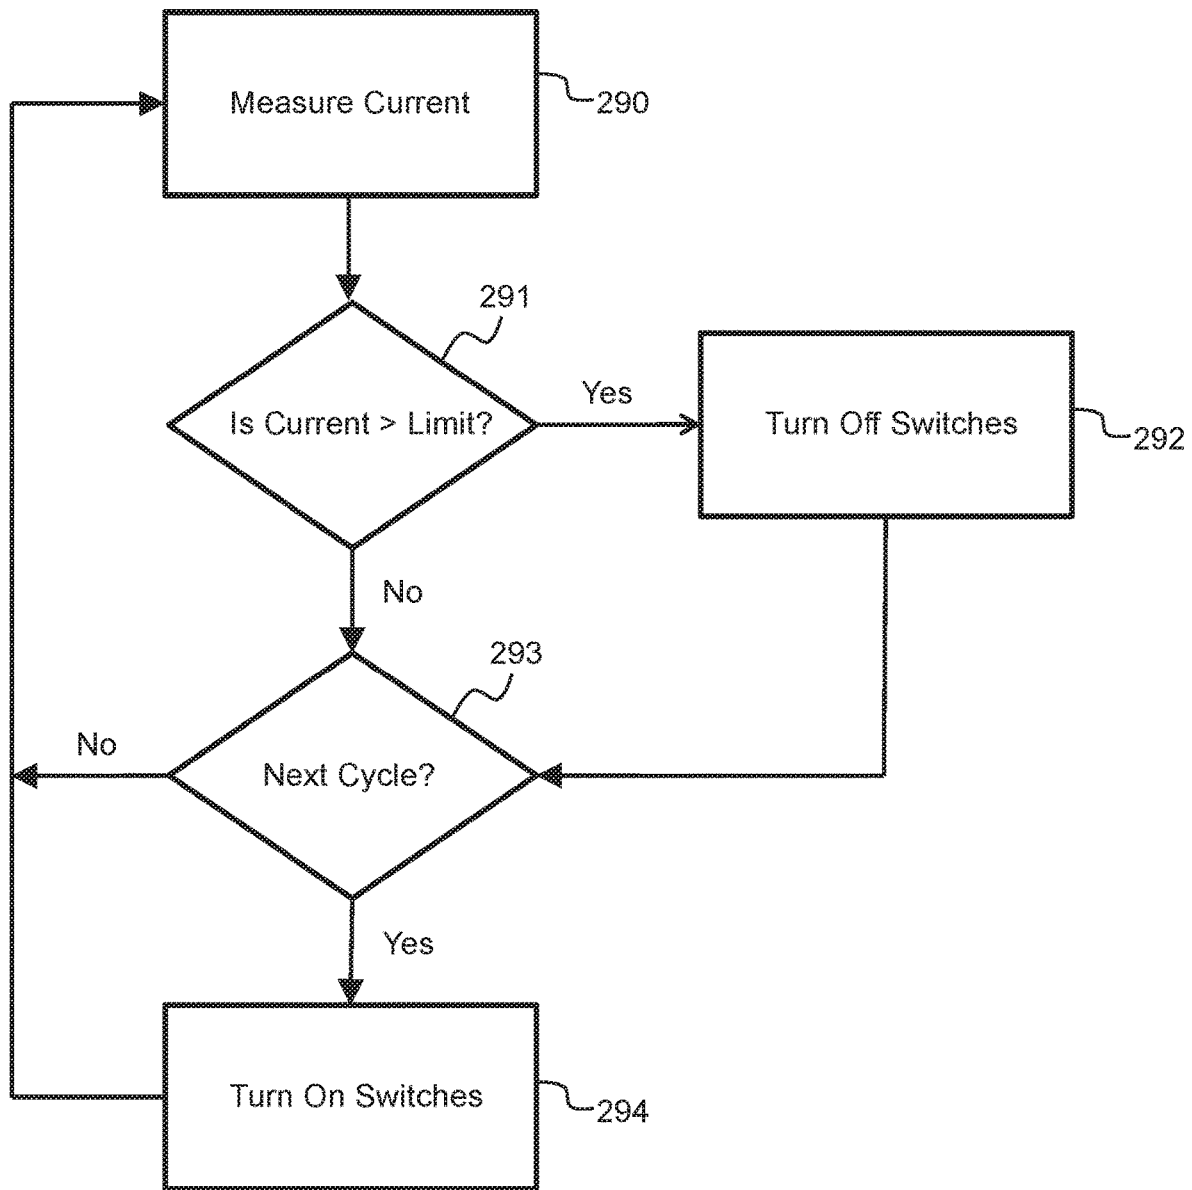 Measure Current
290
291
Is Current > Limit?
Yes
Turn Off Switches
292
No
293
Next Cycle?
No
Yes
Turn On Switches
294